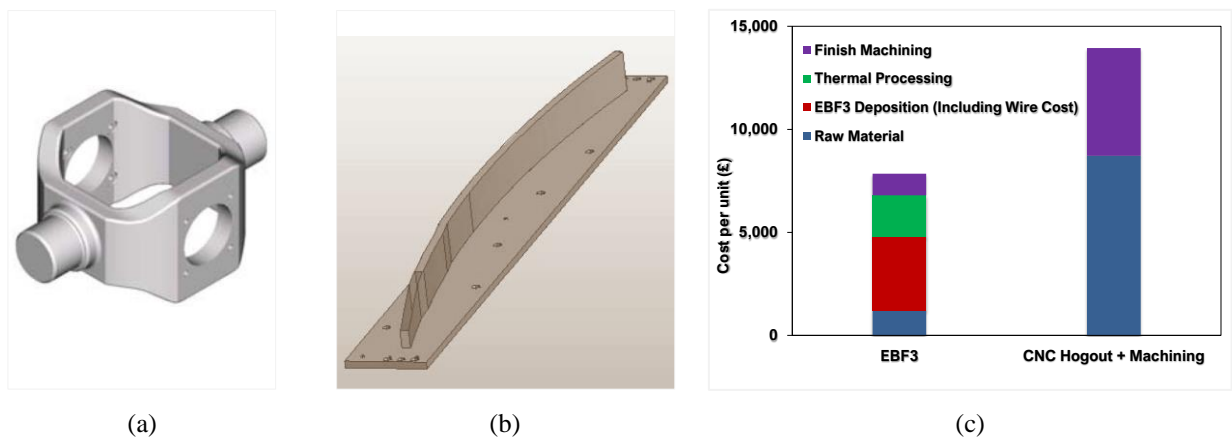 15,000
Finish Machining
Thermal Processing
EBF3 Deposition (Including Wire Cost)
Raw Material
10,000
5,000
0
Cost per unit (£)
EBF3
CNC Hogout + Machining
(a)
(b)
(c)